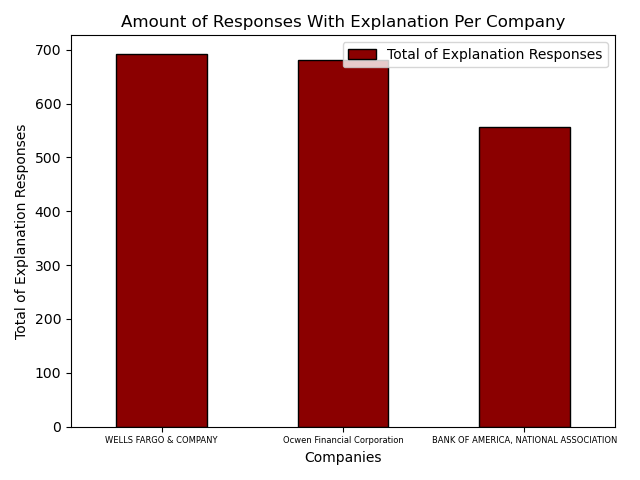 Amount of Responses With Explanation Per Company
Total of Explanation Responses
Total of Explanation Responses
700
600
500
400
300
200
100
0
WELLS FARGO & COMPANY
Ocwen Financial Corporation
BANK OF AMERICA, NATIONAL ASSOCIATION
Companies